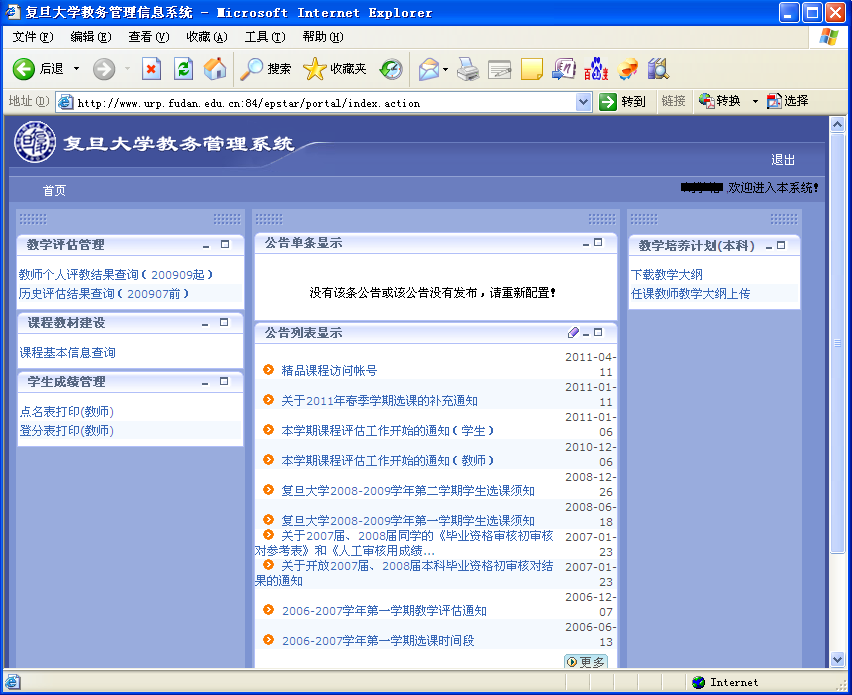 复旦大学教务管理信息系统 - Microsoft Internet Explorer
文件(F) 编辑(E) 查看(V) 收藏(A) 工具(T) 帮助(H)
后退 搜索 收藏夹
地址(D) http://www.urp.fudan.edu.cn:84/epstar/portal/index.action 转到 链接 转换 选择
复旦大学教务管理系统
退出
首页 ,欢迎进入本系统!
教学评估管理
教师个人评教结果查询(200909起)
历史评估结果查询(200907前)
课程教材建设
课程基本信息查询
学生成绩管理
点名表打印(教师)
登分表打印(教师)
公告单条显示
没有该条公告或该公告没有发布,请重新配置!
公告列表显示
精品课程访问帐号 2011-04-11
关于2011年春季学期选课的补充通知 2011-01-11
本学期课程评估工作开始的通知(学生) 2011-01-06
本学期课程评估工作开始的通知(教师) 2010-12-06
复旦大学2008-2009学年第二学期学生选课须知 2008-12-26
复旦大学2008-2009学年第一学期学生选课须知 2008-06-18
关于2007届、2008届同学的《毕业资格审核初审核
对参考表》和《人工审核用成绩... 2007-01-23
关于开放2007届、2008届本科毕业资格初审核对结
果的通知 2007-01-23
2006-2007学年第一学期教学评估通知 2006-12-07
2006-2007学年第一学期选课时间段 2006-06-13
更多
教学培养计划(本科)
下载教学大纲
任课教师教学大纲上传
Internet